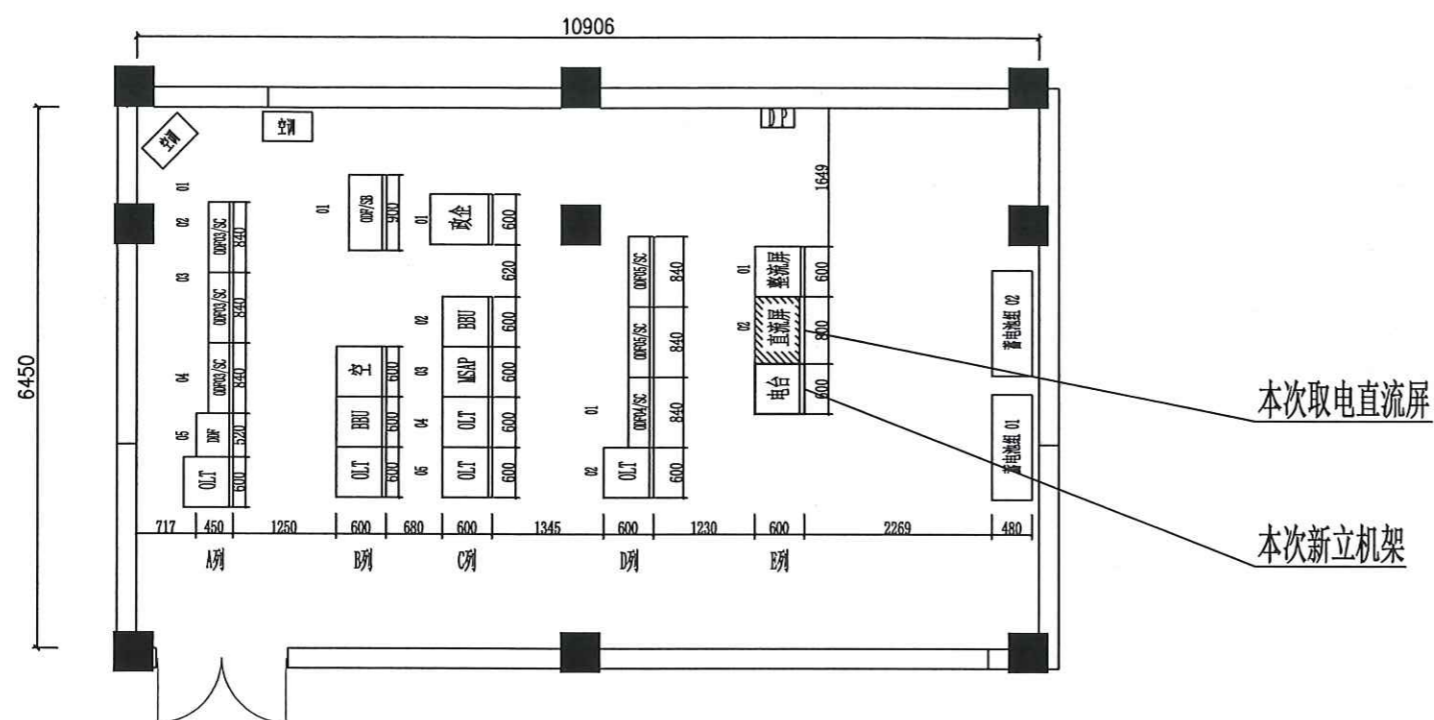 10906
6450
空调
空调
DP
1649
01
02
03
04
05
ODF03/SC
840
ODF03/SC
840
ODF03/SC
840
DDF
520
OLT
600
01
ODF/SB
900
空
600
BBU
600
OLT
600
01
政企
600
620
02
BBU
600
03
MSAP
600
04
OLT
600
05
OLT
600
ODF05/SC
840
ODF05/SC
840
01
ODF04/SC
840
02
OLT
600
01
整流屏
600
02
直流屏
800
电台
600
蓄电池组 02
蓄电池组 01
本次取电直流屏
本次新立机架
717
450
1250
600
680
600
1345
600
1230
600
2269
480
A列
B列
C列
D列
E列